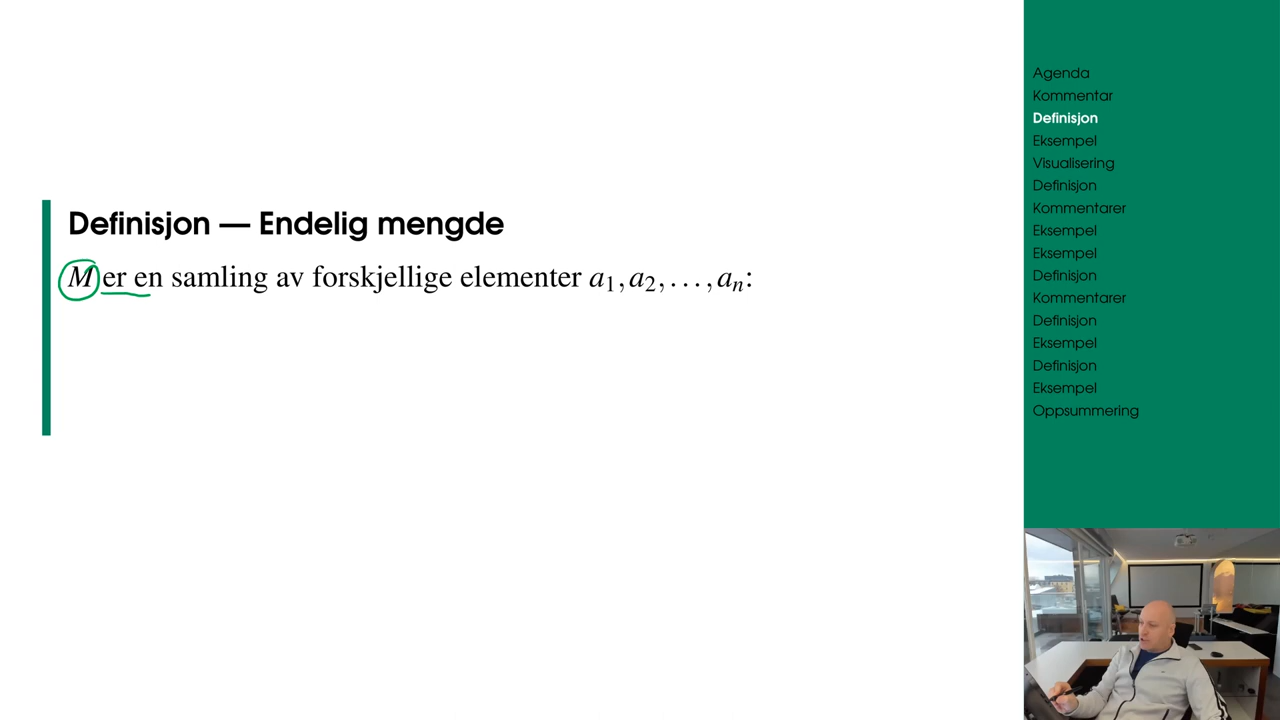 Definisjon — Endelig mengde
M er en samling av forskjellige elementer a₁, a₂, . . . , aₙ:
Agenda
Kommentar
Definisjon
Eksempel
Visualisering
Definisjon
Kommentarer
Eksempel
Eksempel
Definisjon
Kommentarer
Definisjon
Eksempel
Definisjon
Eksempel
Oppsummering